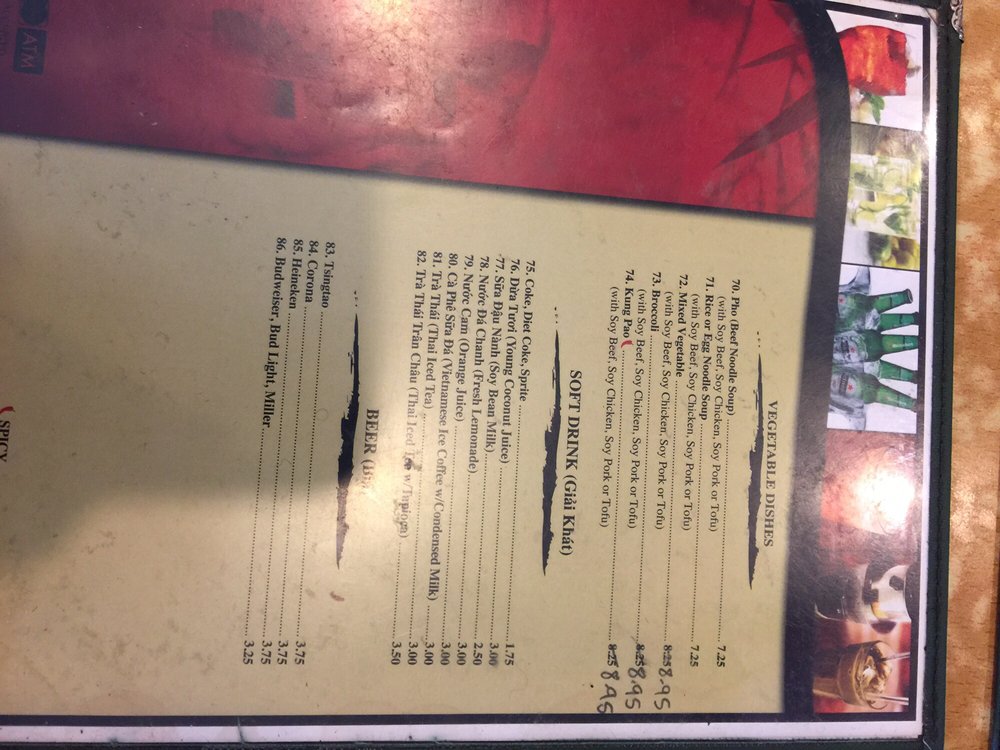 ATM
VEGETABLE DISHES
70. Pho (Beef Noodle Soup) 7.25
(with Soy Beef, Soy Chicken, Soy Pork or Tofu)
71. Rice or Egg Noodle Soup 7.25
(with Soy Beef, Soy Chicken, Soy Pork or Tofu)
72. Mixed Vegetable 8.25 8.95
(with Soy Beef, Soy Chicken, Soy Pork or Tofu)
73. Broccoli 8.25 8.95
(with Soy Beef, Soy Chicken, Soy Pork or Tofu)
74. Kung Pao 8.25 8.95
(with Soy Beef, Soy Chicken, Soy Pork or Tofu)
SOFT DRINK (Giải Khát)
75. Coke, Diet Coke, Sprite 1.75
76. Dừa Tươi (Young Coconut Juice) 3.00
77. Sữa Đậu Nành (Soy Bean Milk) 2.50
78. Nước Đá Chanh (Fresh Lemonade) 3.00
79. Nước Cam (Orange Juice) 3.00
80. Cà Phê Sữa Đá (Vietnamese Ice Coffee w/Condensed Milk) 3.00
81. Trà Thái (Thai Iced Tea) 3.00
82. Trà Thái Trân Châu (Thai Iced Tea w/Tapioca) 3.50
BEER
83. Tsingtao 3.75
84. Corona 3.75
85. Heineken 3.75
86. Budweiser, Bud Light, Miller 3.25
SPICY